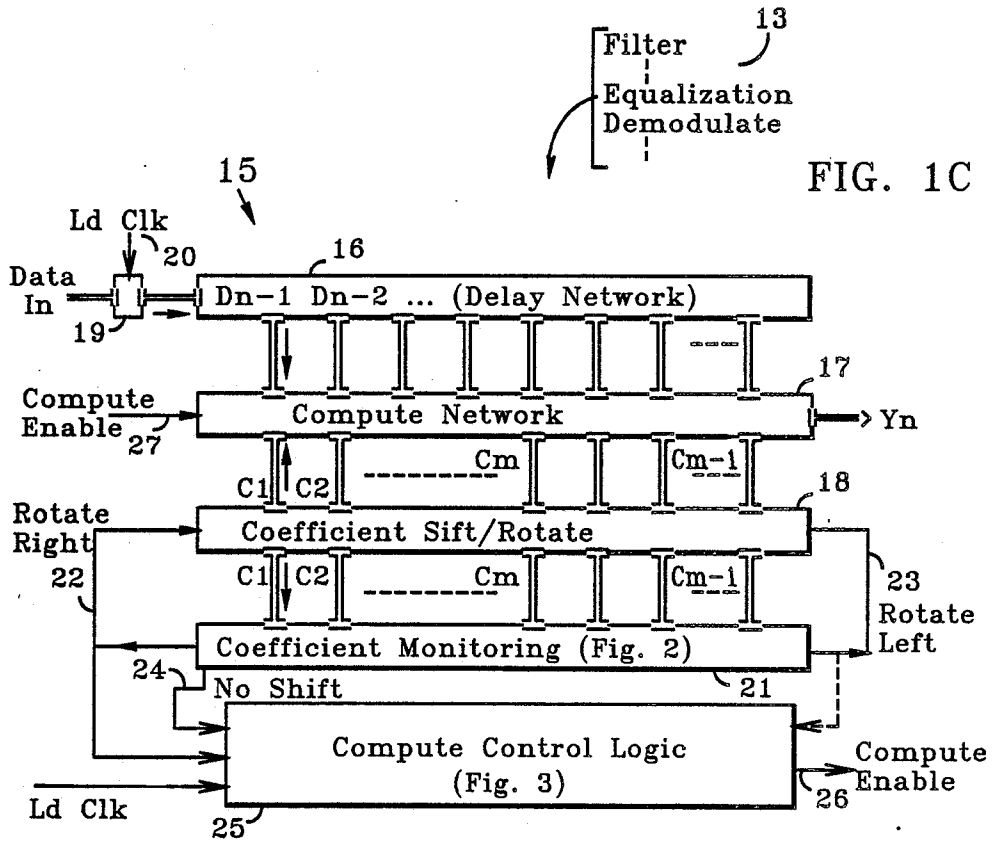 13
Filter
Equalization
Demodulate
FIG. 1C
15
Ld Clk
20
16
Data
In
19
Dn-1 Dn-2 ... (Delay Network)
17
Compute
Enable
27
Compute Network
Yn
C1 C2 Cm Cm-1
18
Rotate
Right
Coefficient Sift/Rotate
22
C1 C2 Cm Cm-1
23
Rotate
Left
Coefficient Monitoring (Fig. 2)
24
No Shift
21
Compute Control Logic
(Fig. 3)
Compute
Enable
26
Ld Clk
25